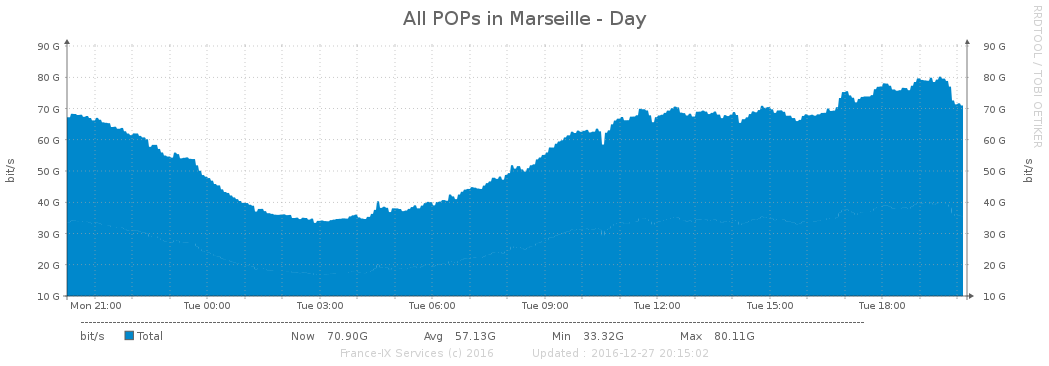 All POPs in Marseille - Day
RRDTOOL / TOBI OETIKER
bit/s
90 G 90 G
80 G 80 G
70 G 70 G
60 G 60 G
50 G 50 G
40 G 40 G
30 G 30 G
20 G 20 G
10 G 10 G
bit/s
Mon 21:00 Tue 00:00 Tue 03:00 Tue 06:00 Tue 09:00 Tue 12:00 Tue 15:00 Tue 18:00
bit/s Total Now 70.90G Avg 57.13G Min 33.32G Max 80.11G
France-IX Services (c) 2016 Updated : 2016-12-27 20:15:02